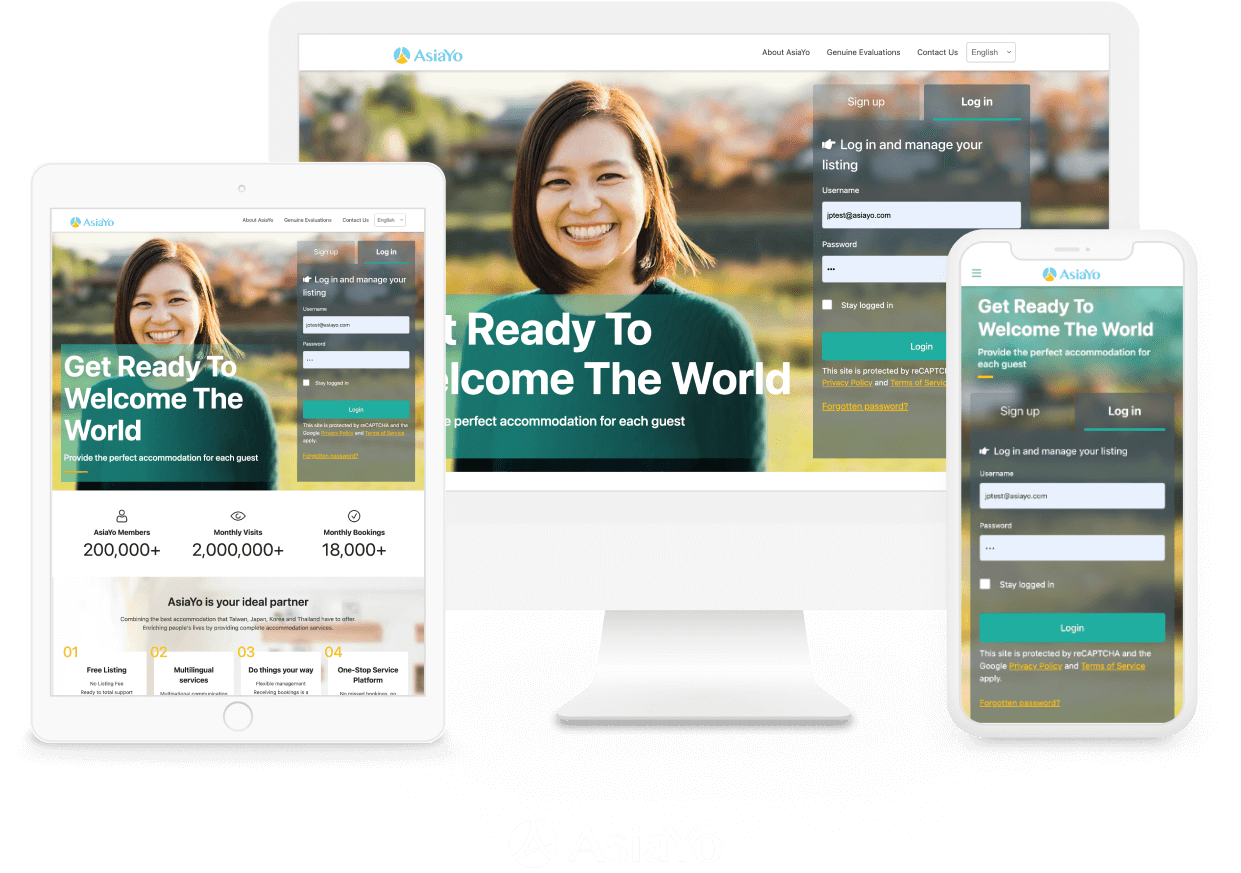 AsiaYo
About AsiaYo Genuine Evaluations Contact Us English
Sign up Log in
Log in and manage your
listing
Username
jptest@asiayo.com
Password
•••
Stay logged in
Login
This site is protected by reCAPTCH
Privacy Policy and Terms of Servic
Forgotten password?
t Ready To
elcome The World
e perfect accommodation for each guest
AsiaYo
About AsiaYo Genuine Evaluations Contact Us English
Sign up Log in
Log in and manage your
listing
Username
jptest@asiayo.com
Password
•••
Stay logged in
Login
This site is protected by reCAPTCHA and the
Google Privacy Policy and Terms of Service
apply.
Forgotten password?
Get Ready To
Welcome The
World
Provide the perfect accommodation for each guest
AsiaYo Members Monthly Visits Monthly Bookings
200,000+ 2,000,000+ 18,000+
AsiaYo is your ideal partner
Combining the best accommodation that Taiwan, Japan, Korea and Thailand have to offer.
Enriching people's lives by providing complete accommodation services.
01 02 03 04
Free Listing
No Listing Fee
Ready to total support
Multilingual
services
Multinational communication
Do things your way
Flexible management
Receiving bookings is a
One-Stop Service
Platform
No missed bookings, no
AsiaYo
Get Ready To
Welcome The World
Provide the perfect accommodation for
each guest
Sign up Log in
Log in and manage your listing
Username
jptest@asiayo.com
Password
•••
Stay logged in
Login
This site is protected by reCAPTCHA and the
Google Privacy Policy and Terms of Service
apply.
Forgotten password?
AsiaYo